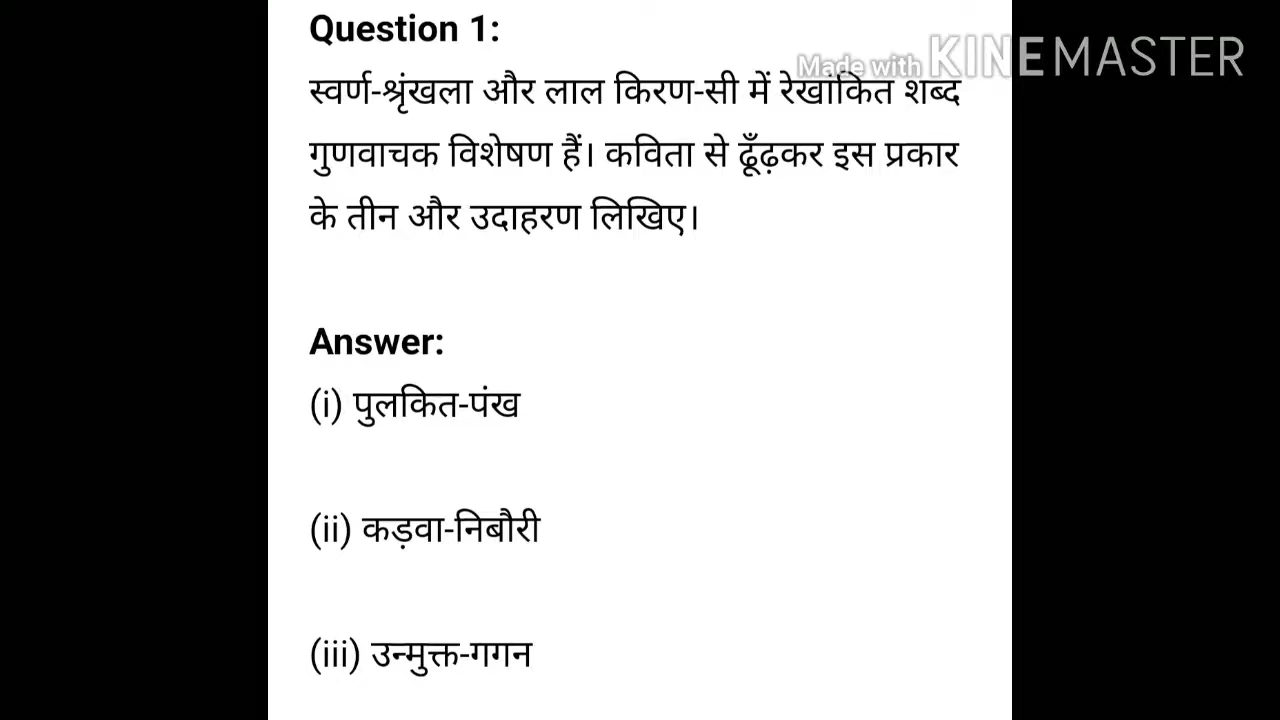 Question 1:
Made with KINEMASTER
स्वर्ण-श्रृंखला और लाल किरण-सी में रेखांकित शब्द
गुणवाचक विशेषण हैं। कविता से ढूँढ़कर इस प्रकार
के तीन और उदाहरण लिखिए।
Answer:
(i) पुलकित-पंख
(ii) कड़वा-निबौरी
(iii) उन्मुक्त-गगन